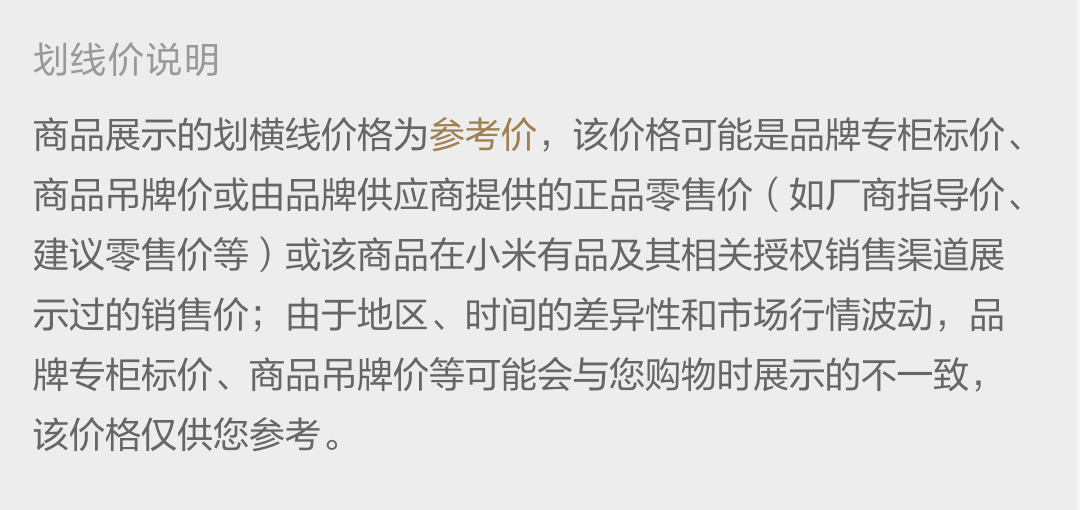 划线价说明
商品展示的划横线价格为参考价，该价格可能是品牌专柜标价、
商品吊牌价或由品牌供应商提供的正品零售价（如厂商指导价、
建议零售价等）或该商品在小米有品及其相关授权销售渠道展
示过的销售价；由于地区、时间的差异性和市场行情波动，品
牌专柜标价、商品吊牌价等可能会与您购物时展示的不一致，
该价格仅供您参考。